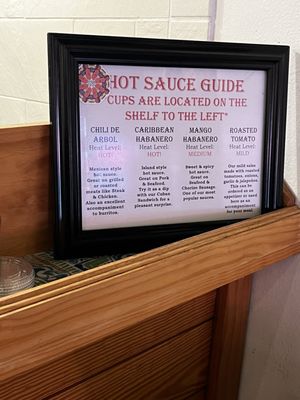 HOT SAUCE GUIDE
CUPS ARE LOCATED ON THE
SHELF TO THE LEFT*
CHILI DE
ARBOL
Heat Level:
HOT!
Mexican style
hot sauce.
Great on grilled
or roasted
meats like Steak
& Chicken.
Also an excellent
accompaniment
to burritos.
CARIBBEAN
HABANERO
Heat Level:
HOT!
Island style
hot sauce.
Great on Pork
& Seafood.
Try it as a dip
with our Cuban
Sandwich for a
pleasant surprise.
MANGO
HABANERO
Heat Level:
MEDIUM
Sweet & spicy
hot sauce.
Great on
Seafood &
Chorizo Sausage.
One of our most
popular sauces.
ROASTED
TOMATO
Heat Level:
MILD
Our mild salsa
made with roasted
tomatoes, onions,
garlic & jalapeños.
This can be
ordered as an
appetizer or used
here as an
accompaniment
for your meal